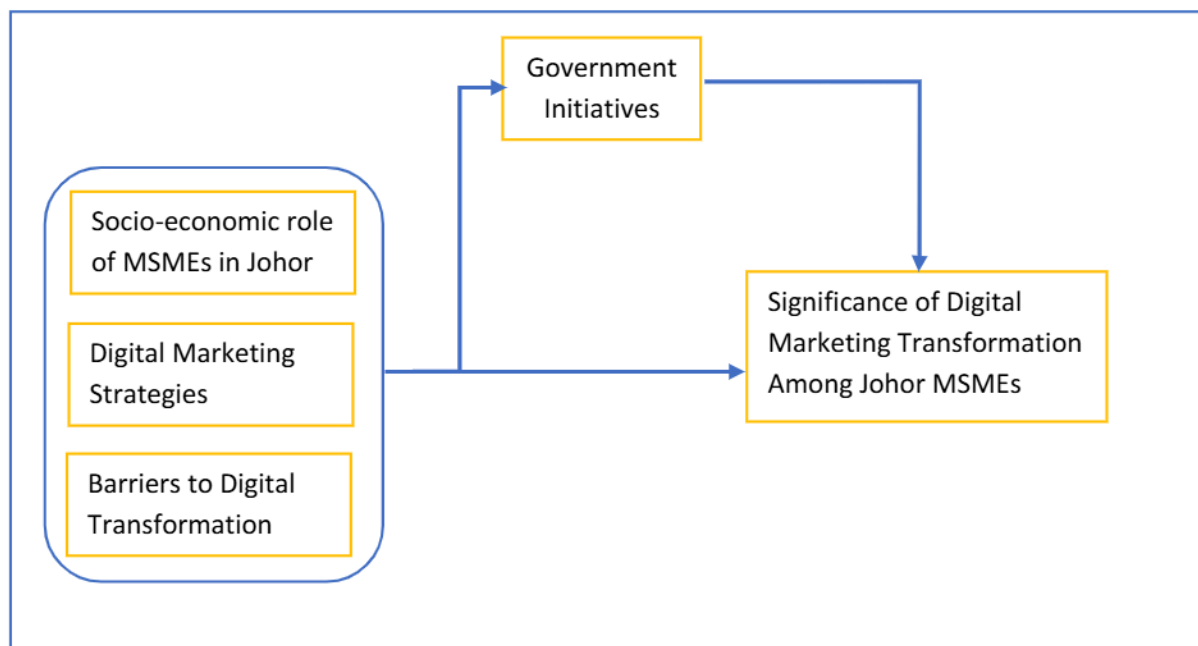 Government
Initiatives
Socio-economic role
of MSMEs in Johor
Digital Marketing
Strategies
Barriers to Digital
Transformation
Significance of Digital
Marketing Transformation
Among Johor MSMEs